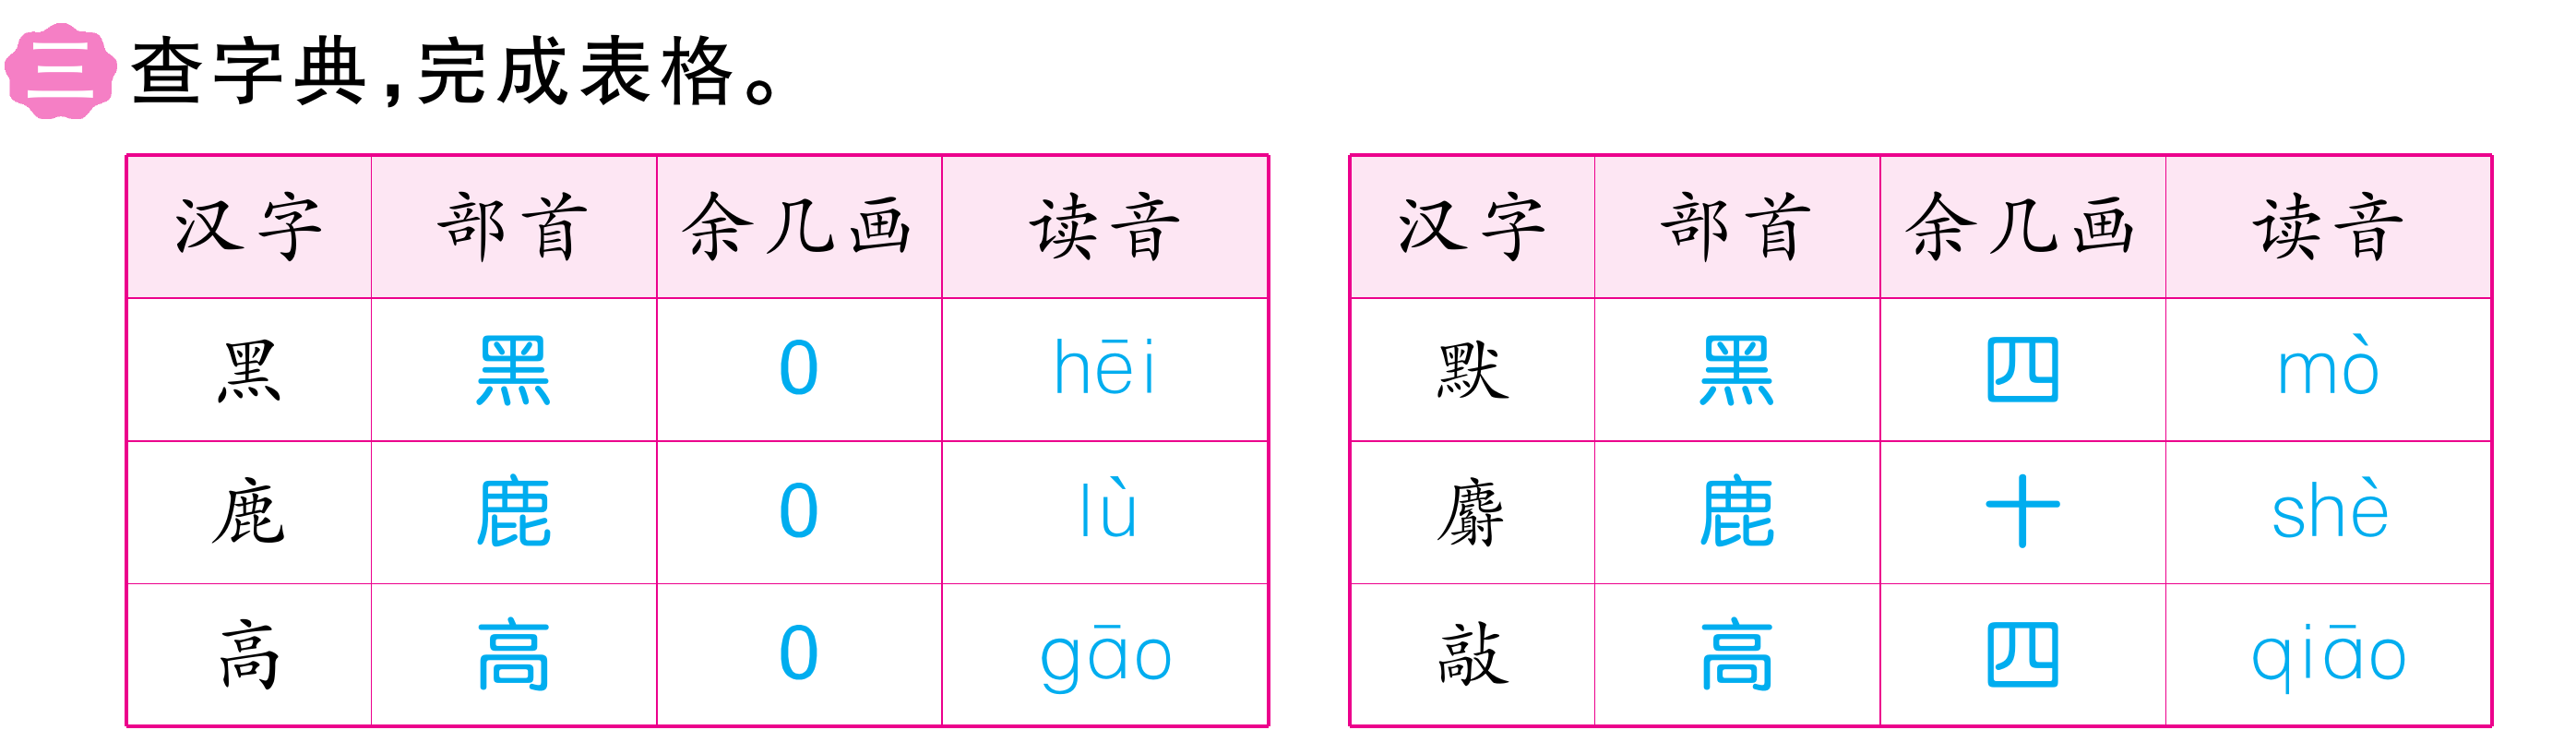 三 查字典,完成表格。
汉字 部首 余几画 读音 汉字 部首 余几画 读音
黑 黑 0 hēi 默 黑 四 mò
鹿 鹿 0 lù 麝 鹿 十 shè
高 高 0 gāo 敲 高 四 qiāo